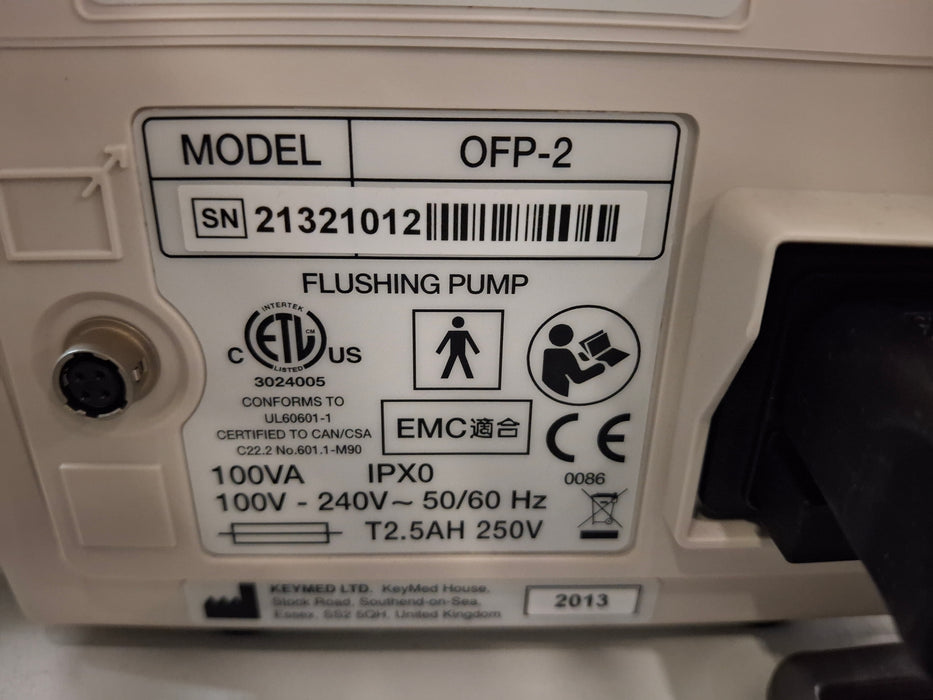 MODEL OFP-2
SN 21321012
FLUSHING PUMP
INTERTEK
C ETL CM US
LISTED
3024005
CONFORMS TO
UL60601-1
CERTIFIED TO CAN/CSA
C22.2 No.601.1-M90
EMC適合
CE
0086
100VA IPX0
100V - 240V ~ 50/60 Hz
T2.5AH 250V
KEYMED LTD. KeyMed House,
Stock Road, Southend-on-Sea,
Essex, SS2 5QH, United Kingdom
2013